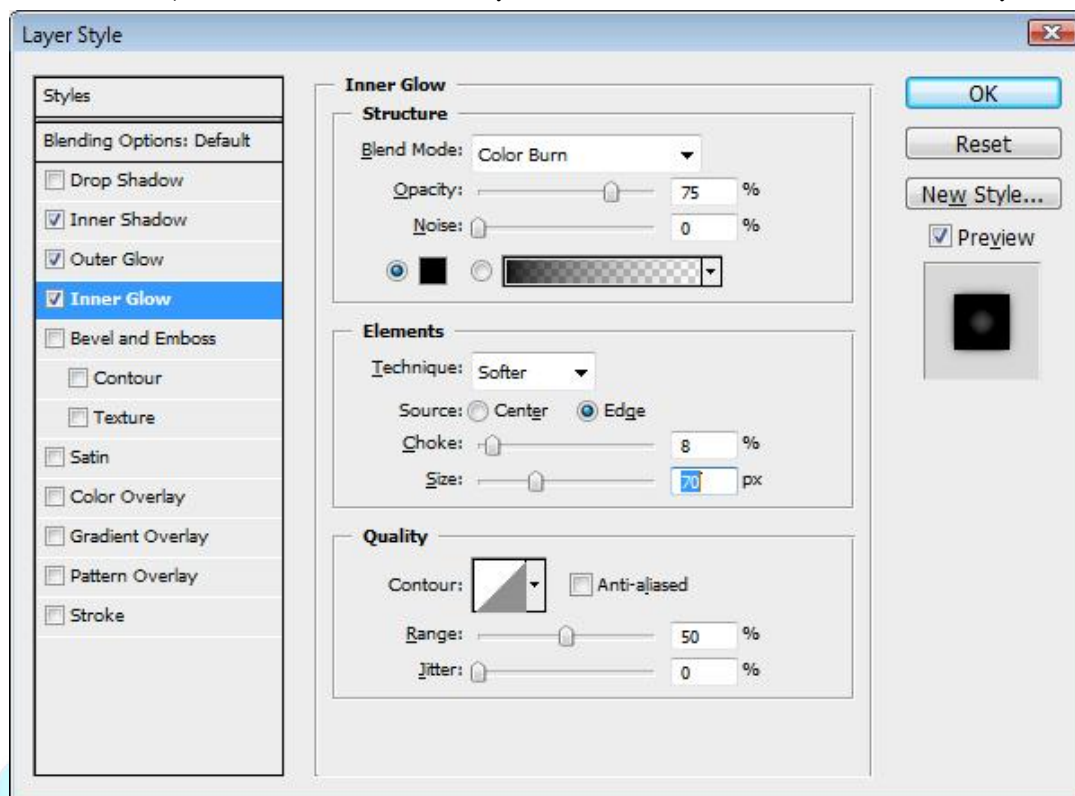 Layer Style
Styles
Blending Options: Default
Drop Shadow
Inner Shadow
Outer Glow
Inner Glow
Bevel and Emboss
Contour
Texture
Satin
Color Overlay
Gradient Overlay
Pattern Overlay
Stroke
Inner Glow
Structure
Blend Mode: Color Burn
Opacity: 75 %
Noise: 0 %
Elements
Technique: Softer
Source: Center Edge
Choke: 8 %
Size: 70 px
Quality
Contour: Anti-aliased
Range: 50 %
Jitter: 0 %
OK
Reset
New Style...
Preview